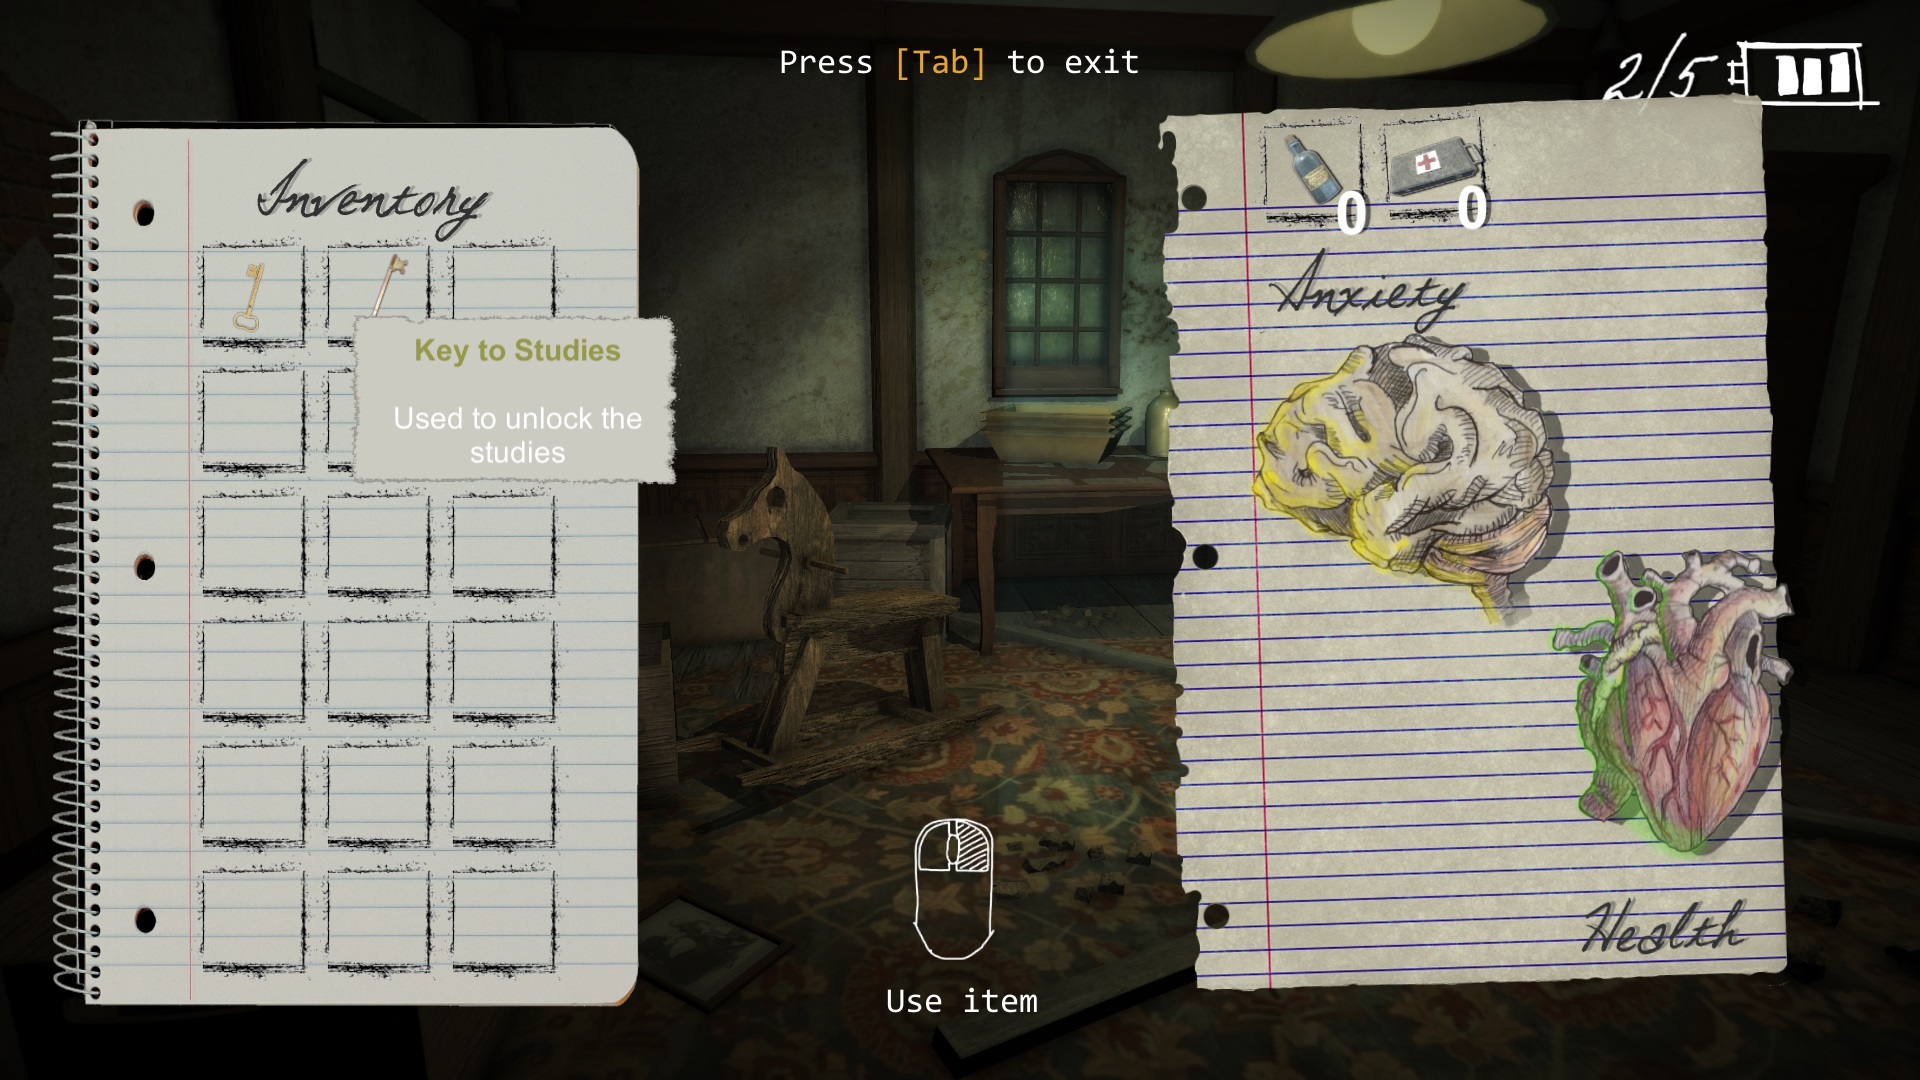 Press [Tab] to exit
2/5
Inventory
Key to Studies
Used to unlock the
studies
0
0
Anxiety
Health
Use item